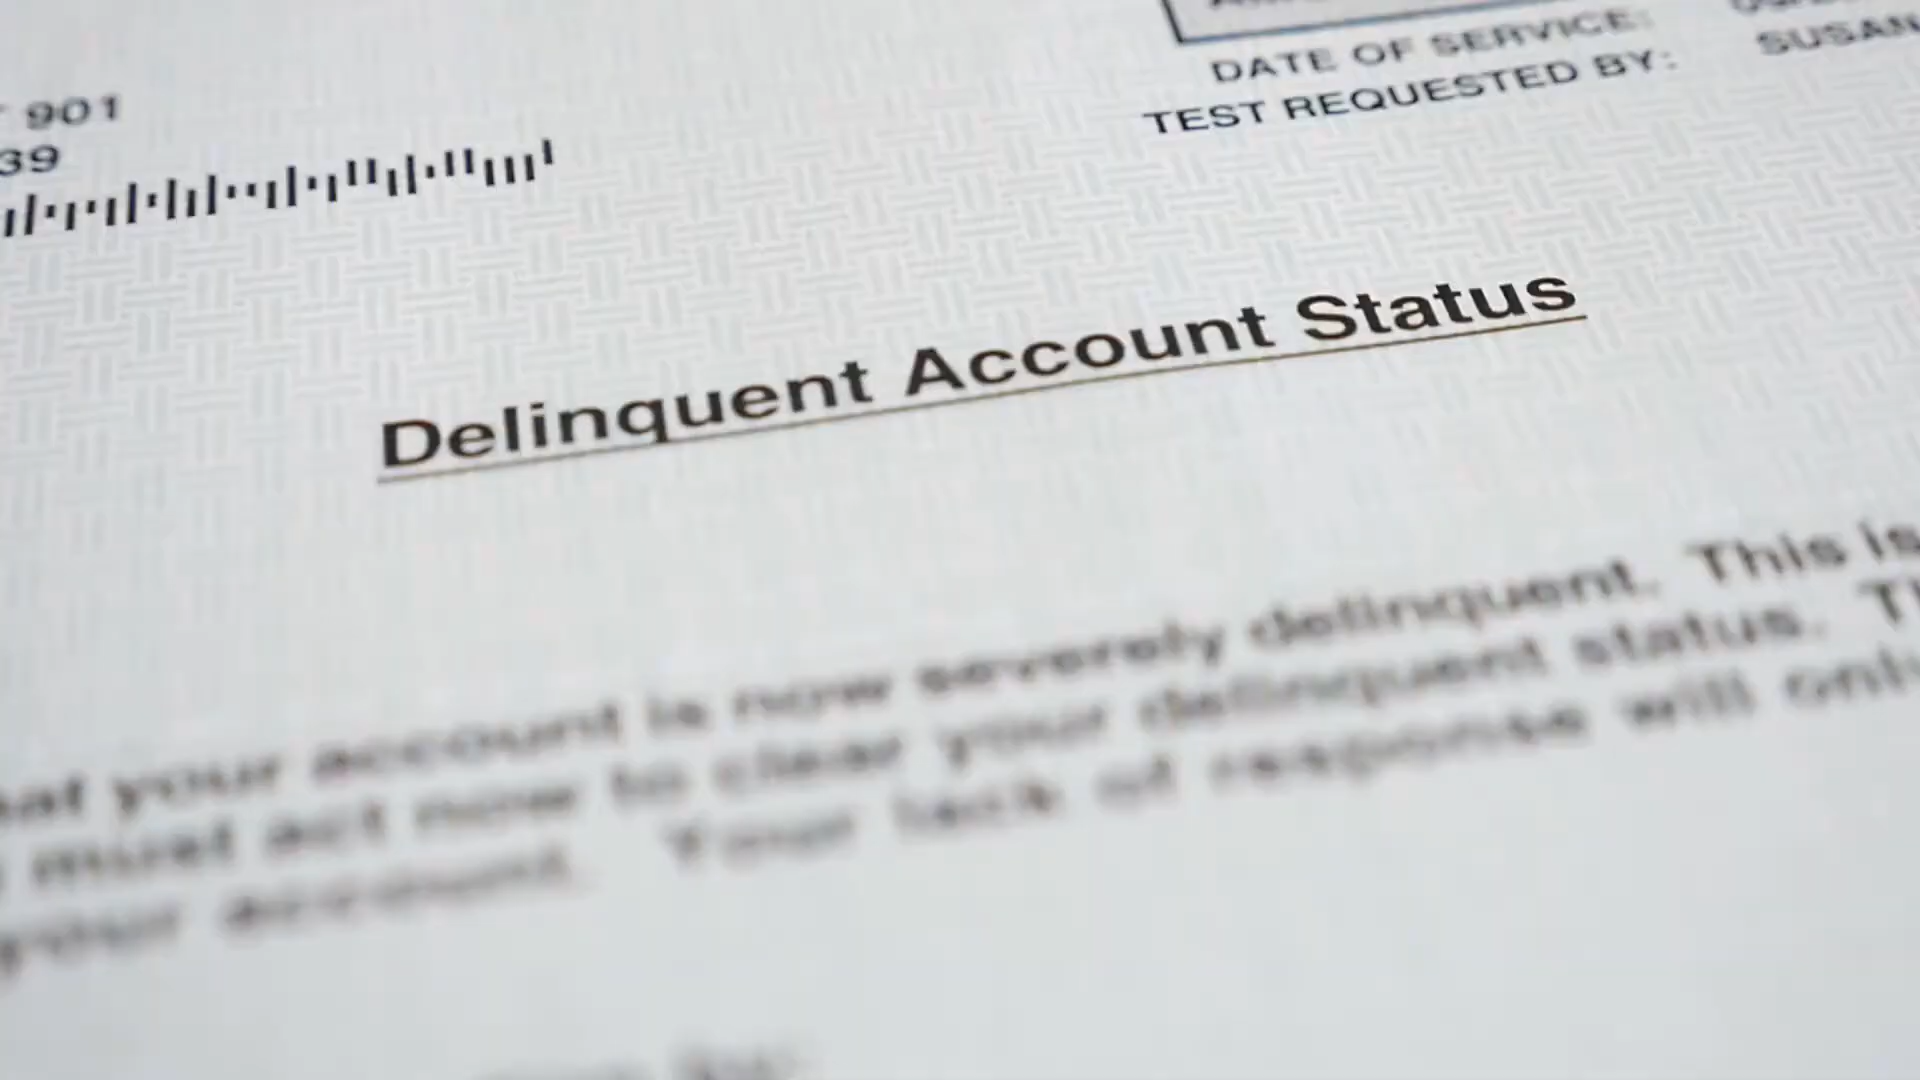 901
39
DATE OF SERVICE:
TEST REQUESTED BY: SUSAN
Delinquent Account Status
your account is now severely delinquent. This is
must act now to clear your delinquent status.
your account. Your lack of response will only